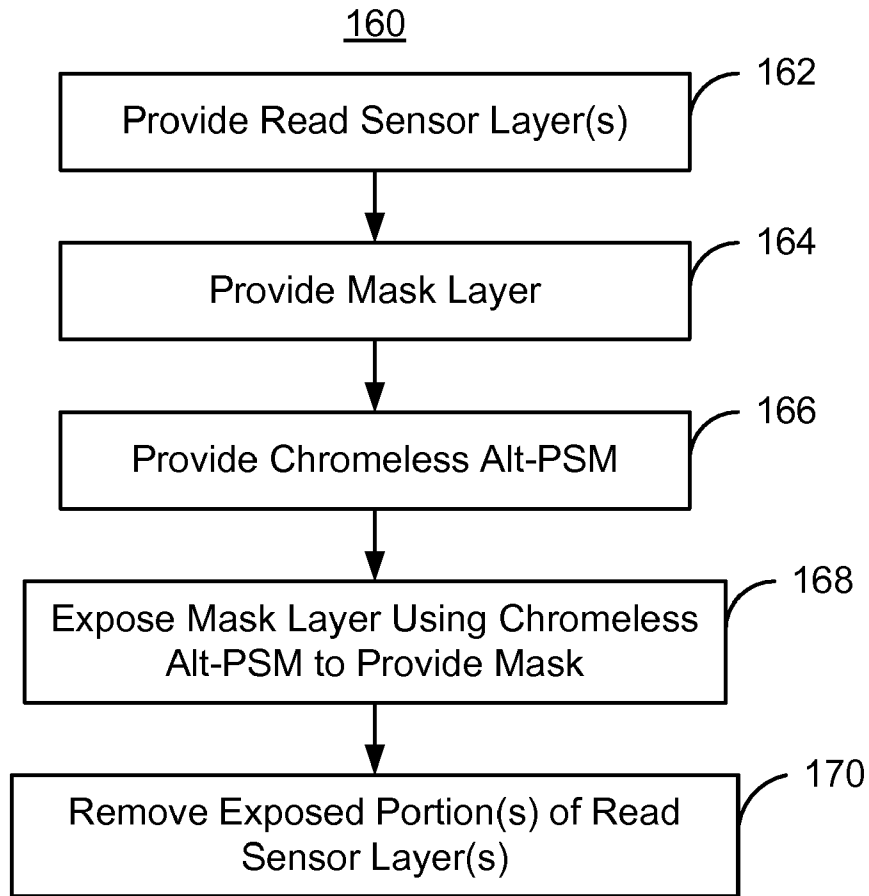 160
Provide Read Sensor Layer(s)
162
Provide Mask Layer
164
Provide Chromeless Alt-PSM
166
Expose Mask Layer Using Chromeless
Alt-PSM to Provide Mask
168
Remove Exposed Portion(s) of Read
Sensor Layer(s)
170